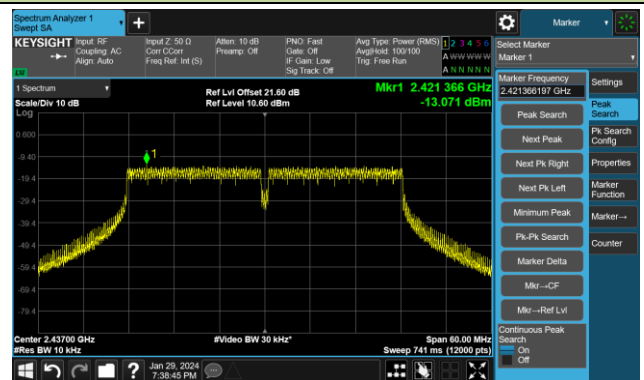 Spectrum Analyzer 1
Swept SA
Marker
KEYSIGHT
Input: RF
Coupling: AC
Align: Auto
Input Z: 50 Ω
Corr CCorr
Freq Ref: Int (S)
Atten: 10 dB
Preamp: Off
PNO: Fast
Gate: Off
IF Gain: Low
Sig Track: Off
Avg Type: Power (RMS)
Avg|Hold: 100/100
Trig: Free Run
1 2 3 4 5 6
A W W W W W
A N N N N N
LW
Select Marker
Marker 1
1 Spectrum
Scale/Div 10 dB
Log
Ref Lvl Offset 21.60 dB
Ref Level 10.60 dBm
Mkr1 2.421 366 GHz
-13.071 dBm
1
0.600
-9.40
-19.4
-29.4
-39.4
-49.4
-59.4
-69.4
-79.4
Center 2.43700 GHz
#Res BW 10 kHz
#Video BW 30 kHz*
Span 60.00 MHz
Sweep 741 ms (12000 pts)
Marker Frequency
2.421366197 GHz
Peak Search
Next Peak
Next Pk Right
Next Pk Left
Minimum Peak
Pk-Pk Search
Marker Delta
Mkr→CF
Mkr→Ref Lvl
Continuous Peak
Search
On
Off
Settings
Peak
Search
Pk Search
Config
Properties
Marker
Function
Marker→
Counter
?
Jan 29, 2024
7:38:45 PM